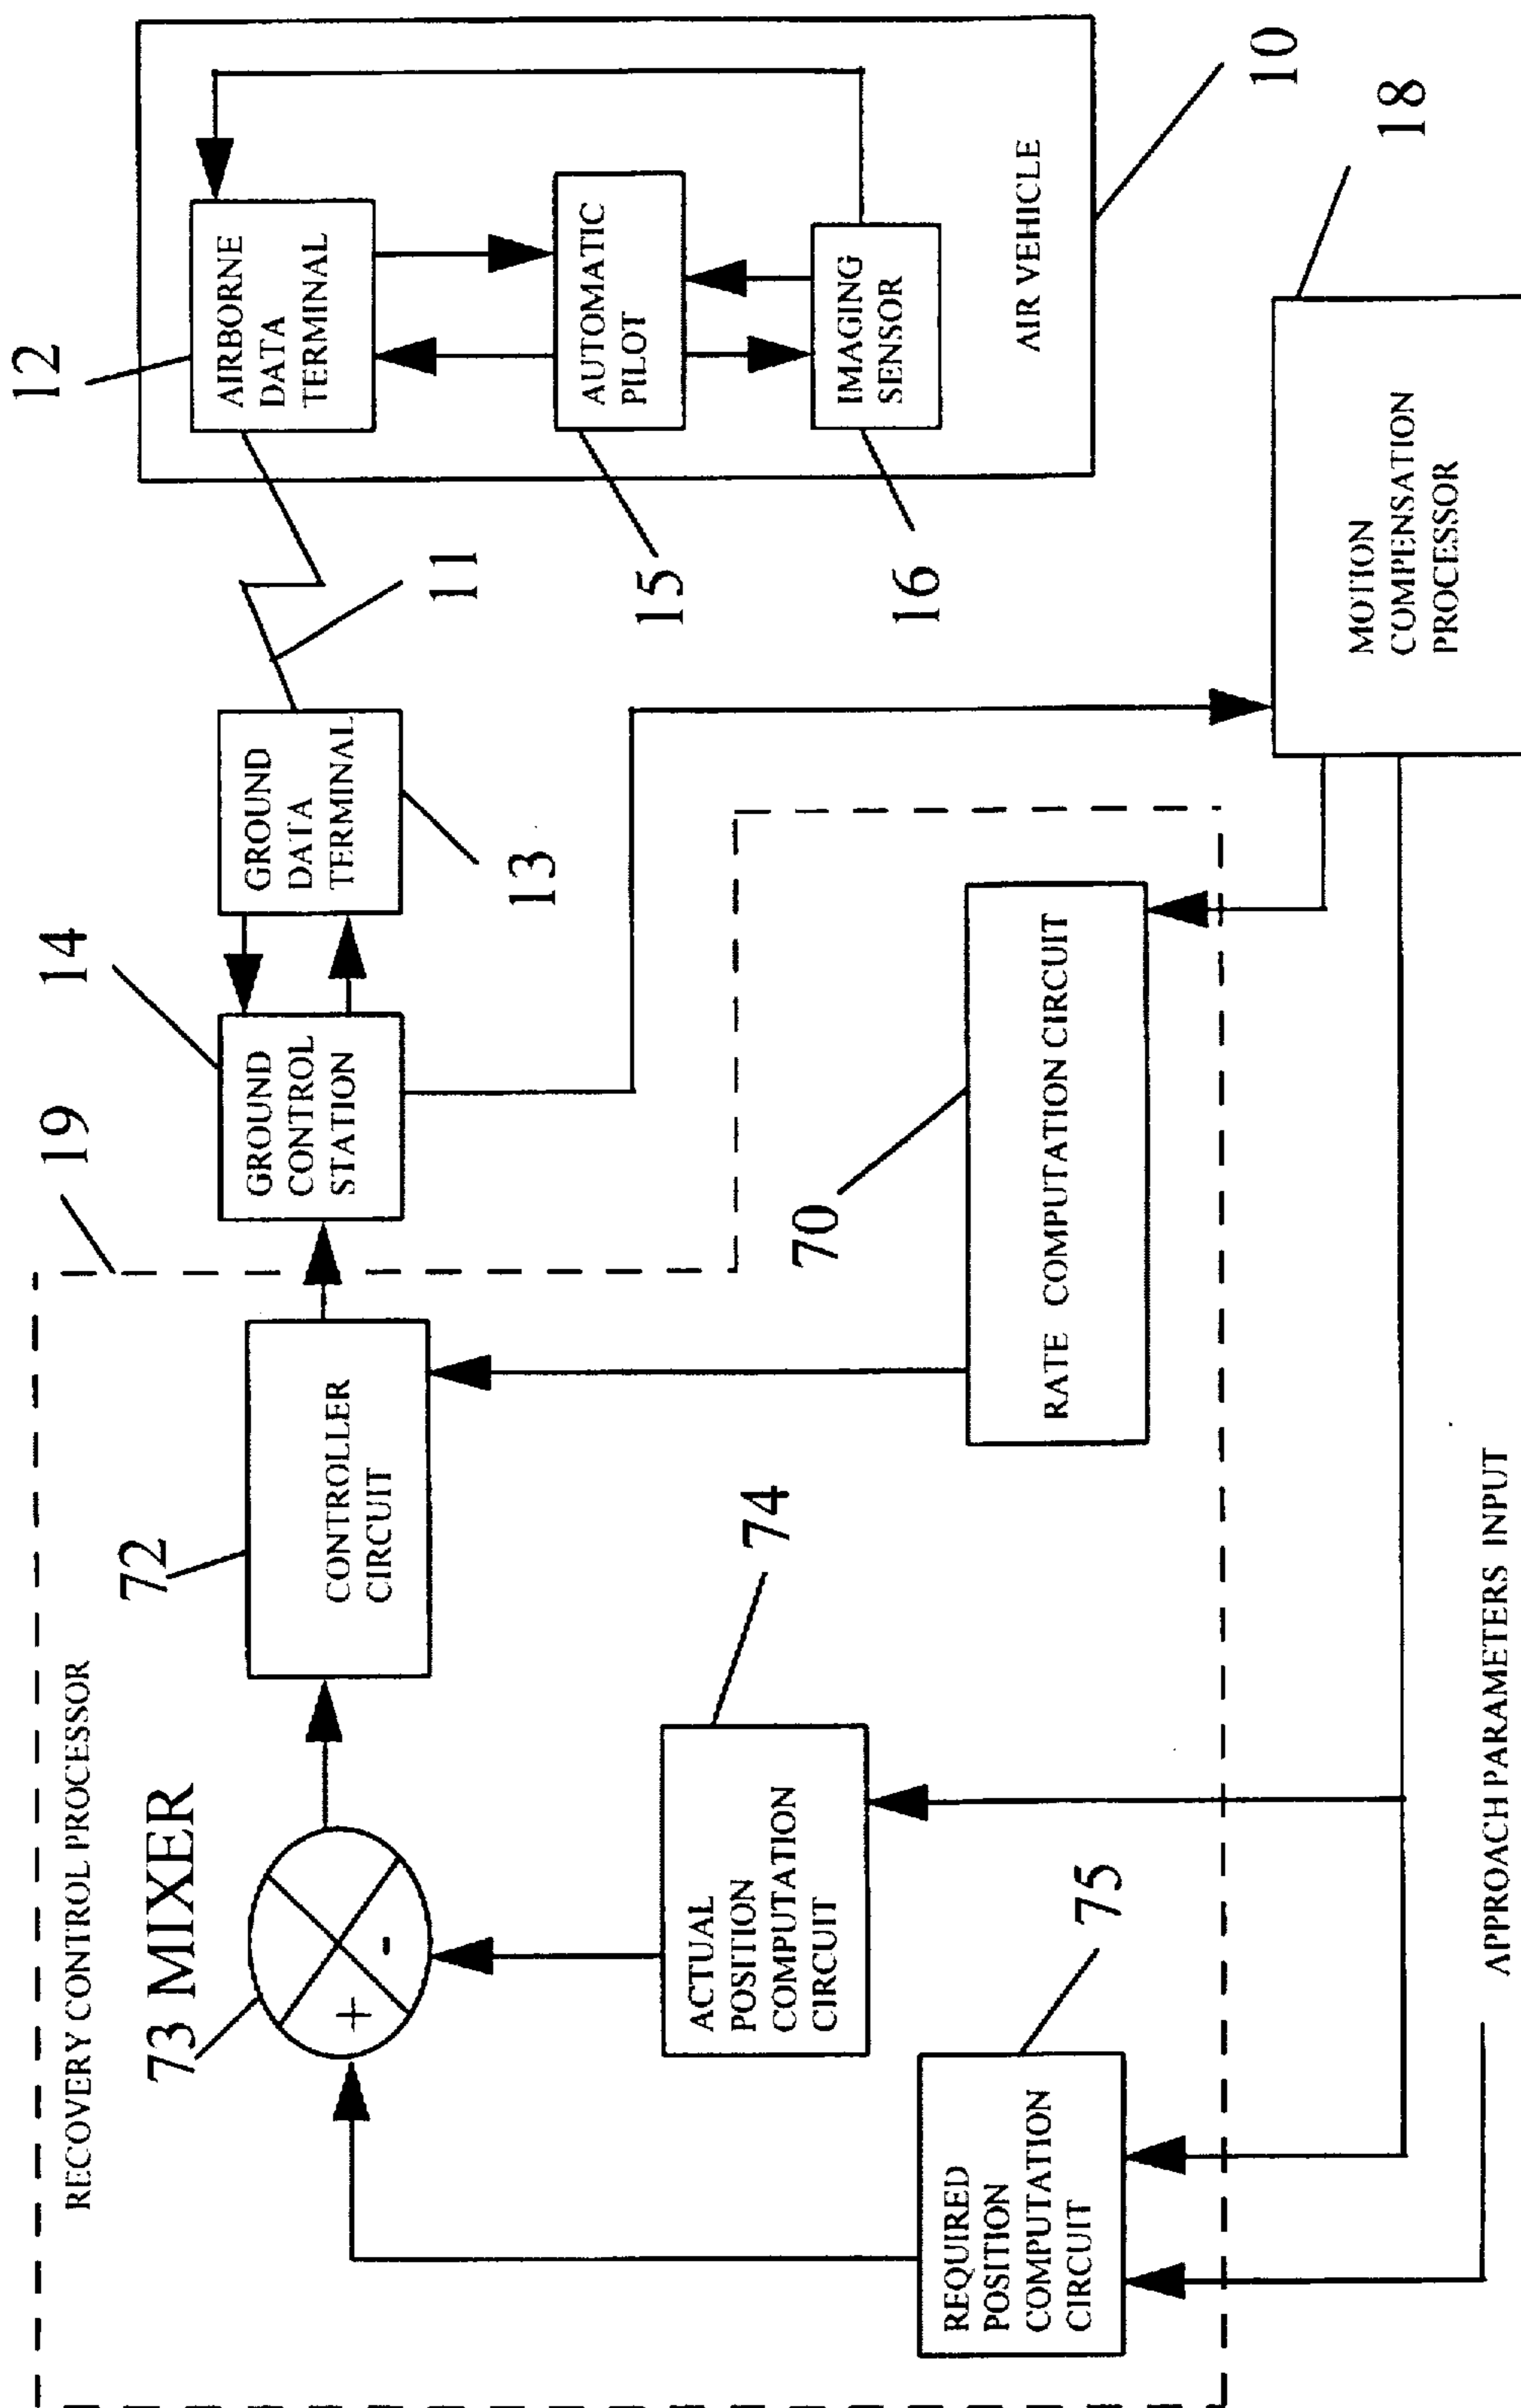 RECOVERY CONTROL PROCESSOR
19
14
12
73 MIXER
72
CONTROLLER
CIRCUIT
GROUND
CONTROL
STATION
GROUND
DATA
TERMINAL
13
11
AIRBORNE
DATA
TERMINAL
+
-
AUTOMATIC
PILOT
15
IMAGING
SENSOR
16
AIR VEHICLE
10
ACTUAL
POSITION
COMPUTATION
CIRCUIT
74
70
RATE COMPUTATION CIRCUIT
REQUIRED
POSITION
COMPUTATION
CIRCUIT
75
18
MOTION
COMPENSATION
PROCESSOR
APPROACH PARAMETERS INPUT